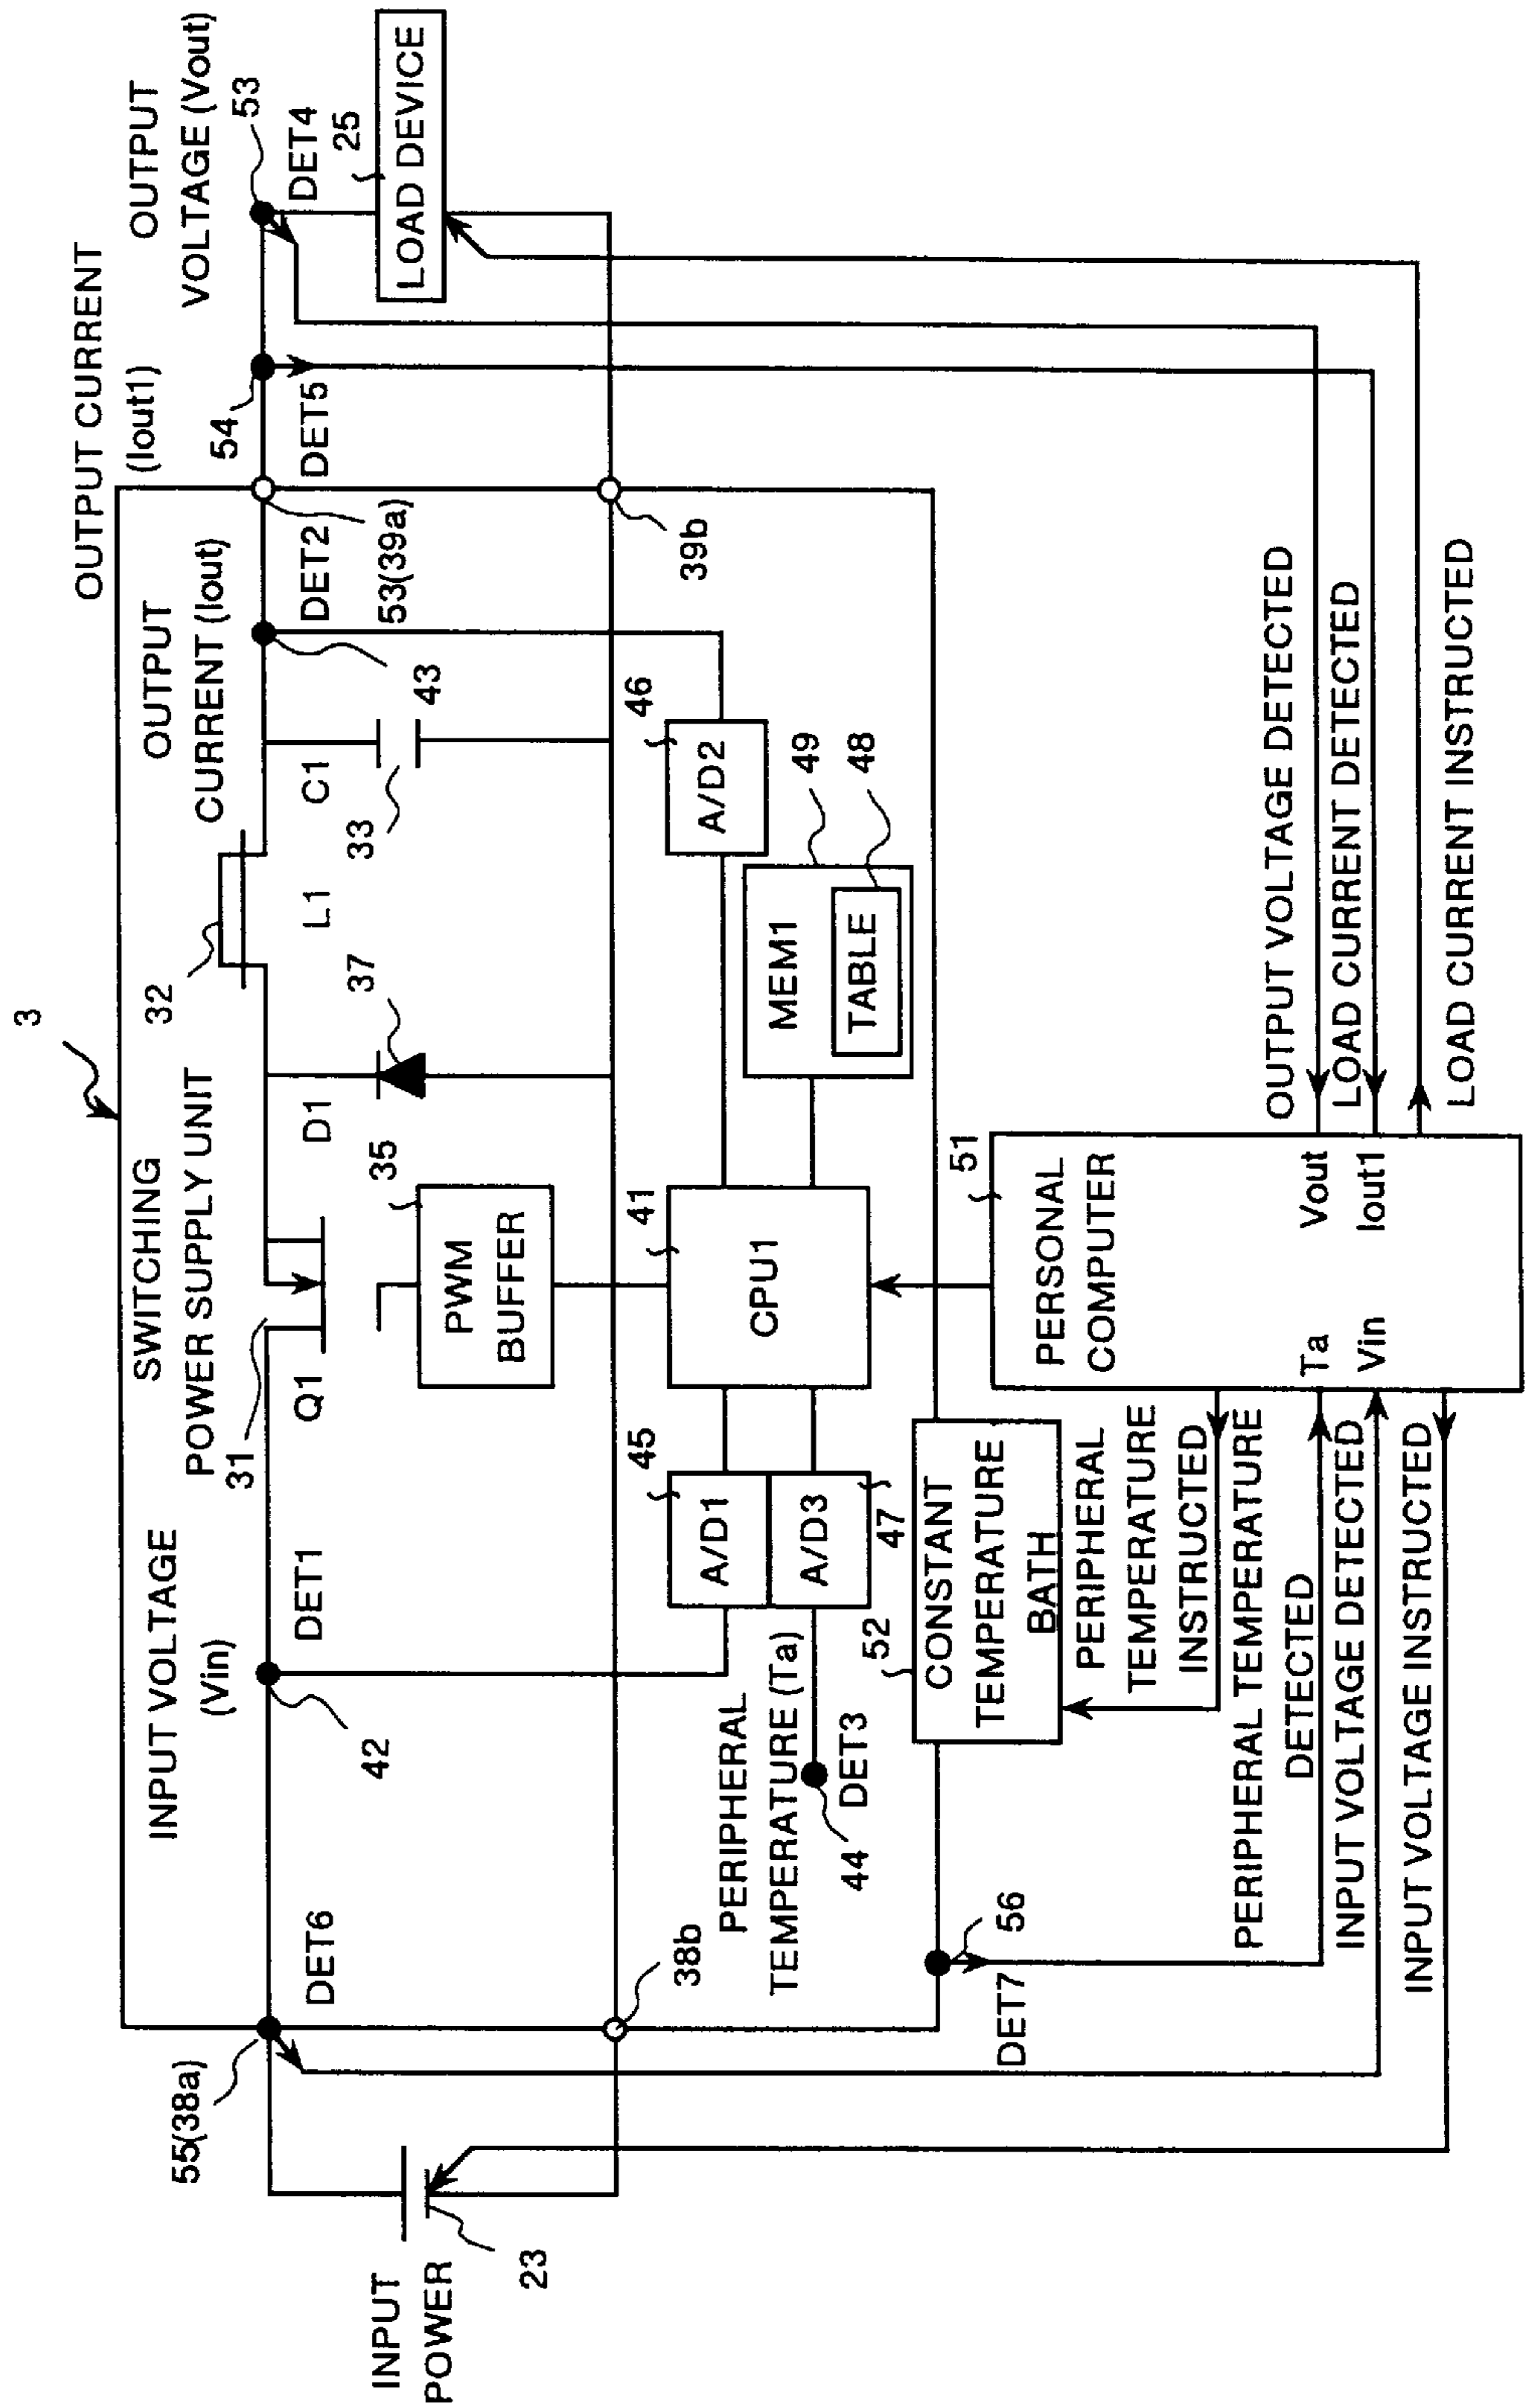 3
SWITCHING
POWER SUPPLY UNIT
INPUT VOLTAGE
(Vin)
OUTPUT
CURRENT (Iout)
OUTPUT CURRENT
(Iout1)
OUTPUT
VOLTAGE (Vout)
55(38a)
DET6
42
DET1
31
Q1
D1
37
32
L1
C1
33
43
DET2
53(39a)
54
DET5
53
DET4
25
LOAD DEVICE
INPUT
POWER
23
38b
39b
35
PWM
BUFFER
41
CPU1
45
A/D1
A/D3
47
46
A/D2
49
MEM1
48
TABLE
PERIPHERAL
TEMPERATURE (Ta)
44
DET3
52
CONSTANT
TEMPERATURE
BATH
56
DET7
51
PERSONAL
COMPUTER
Ta
Vin
Vout
Iout1
PERIPHERAL
TEMPERATURE
INSTRUCTED
PERIPHERAL TEMPERATURE
DETECTED
INPUT VOLTAGE DETECTED
INPUT VOLTAGE INSTRUCTED
OUTPUT VOLTAGE DETECTED
LOAD CURRENT DETECTED
LOAD CURRENT INSTRUCTED